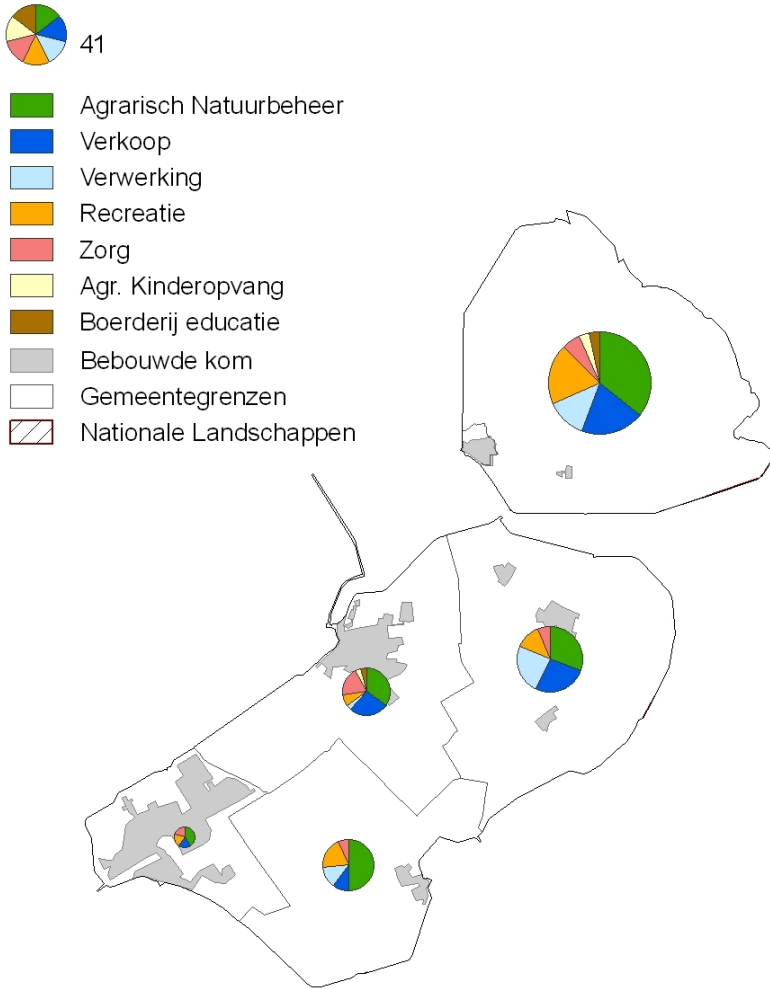 41
Agrarisch Natuurbeheer
Verkoop
Verwerking
Recreatie
Zorg
Agr. Kinderopvang
Boerderij educatie
Bebouwde kom
Gemeentegrenzen
Nationale Landschappen